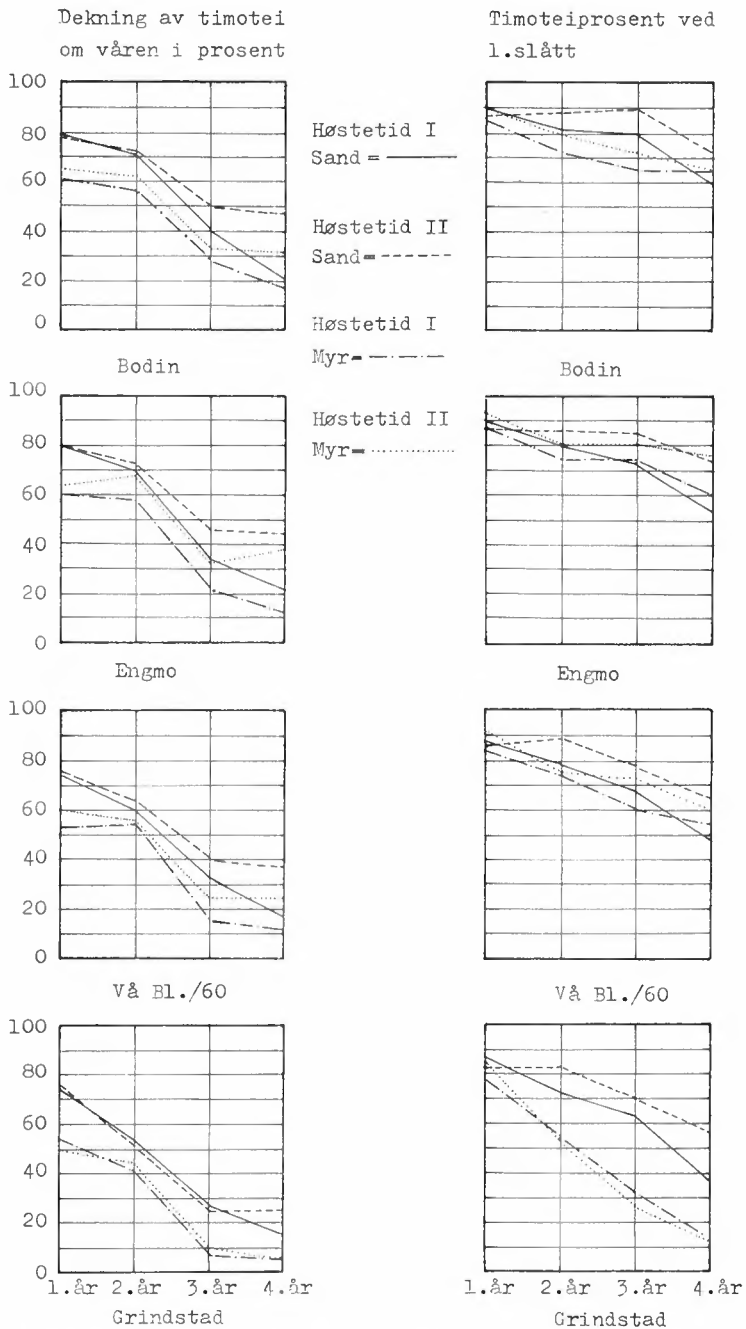 Dekning av timotei
om våren i prosent
Timoteiprosent ved
1.slått
100
80
60
40
20
0
Høstetid I
Sand =
Høstetid II
Sand=
Høstetid I
Myr=
Høstetid II
Myr=
Bodin
Bodin
100
80
60
40
20
0
Engmo
Engmo
100
80
60
40
20
0
Vå Bl./60
Vå Bl./60
100
80
60
40
20
0
1.år 2.år 3.år 4.år
Grindstad
1.år 2.år 3.år 4.år
Grindstad